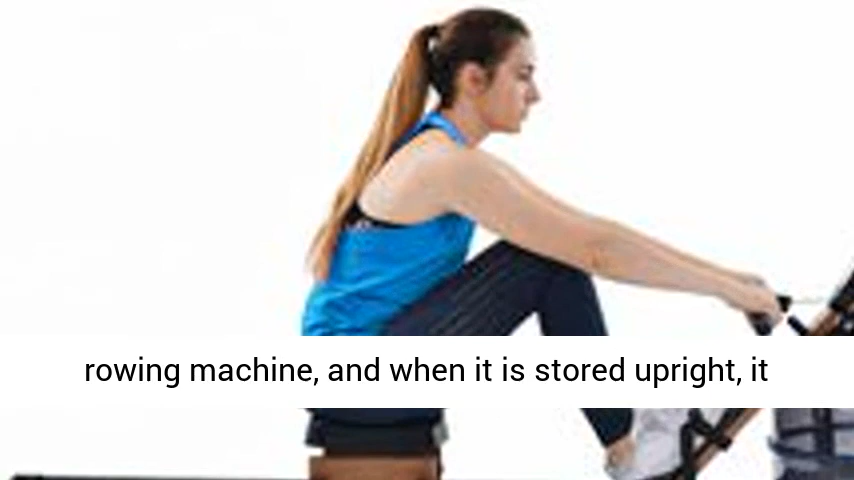 rowing machine, and when it is stored upright, it